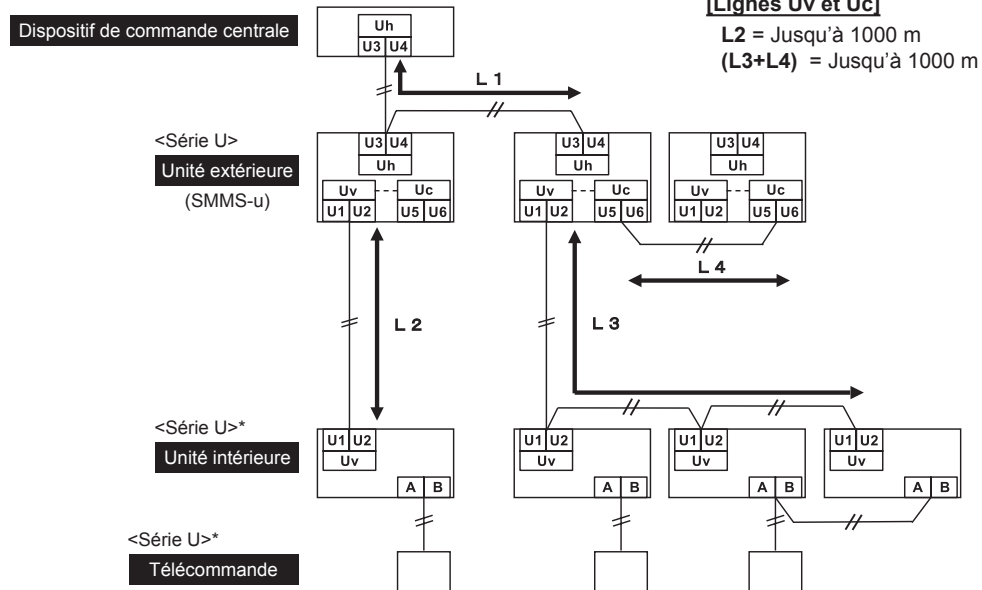 [Lignes Uv et Uc]
L2 = Jusqu'à 1000 m
(L3+L4) = Jusqu'à 1000 m
Dispositif de commande centrale
Uh
U3 U4
L 1
<Série U>
Unité extérieure
(SMMS-u)
U3 U4
Uh
Uv Uc
U1 U2 U5 U6
U3 U4
Uh
Uv Uc
U1 U2 U5 U6
U3 U4
Uh
Uv Uc
U1 U2 U5 U6
L 4
L 2
L 3
<Série U>*
Unité intérieure
U1 U2
Uv
A B
U1 U2
Uv
A B
U1 U2
Uv
A B
U1 U2
Uv
A B
<Série U>*
Télécommande